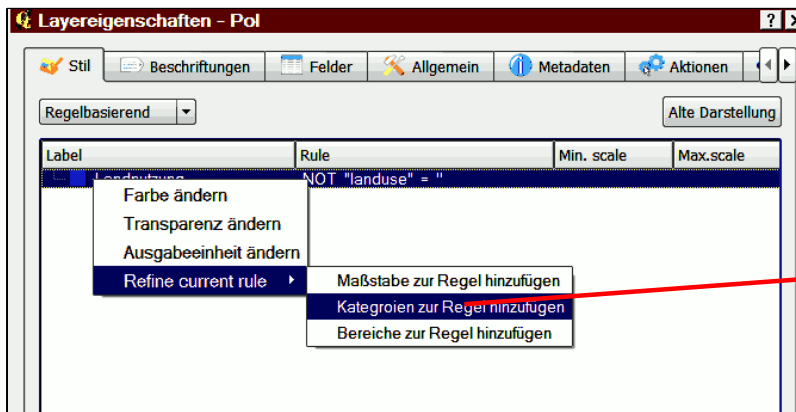 Layereigenschaften - Pol
Stil Beschriftungen Felder Allgemein Metadaten Aktionen
Regelbasierend Alte Darstellung
Label Rule Min. scale Max.scale
Landnutzung NOT "landuse" = ''
Farbe ändern
Transparenz ändern
Ausgabeeinheit ändern
Refine current rule Maßstabe zur Regel hinzufügen
Kategroien zur Regel hinzufügen
Bereiche zur Regel hinzufügen